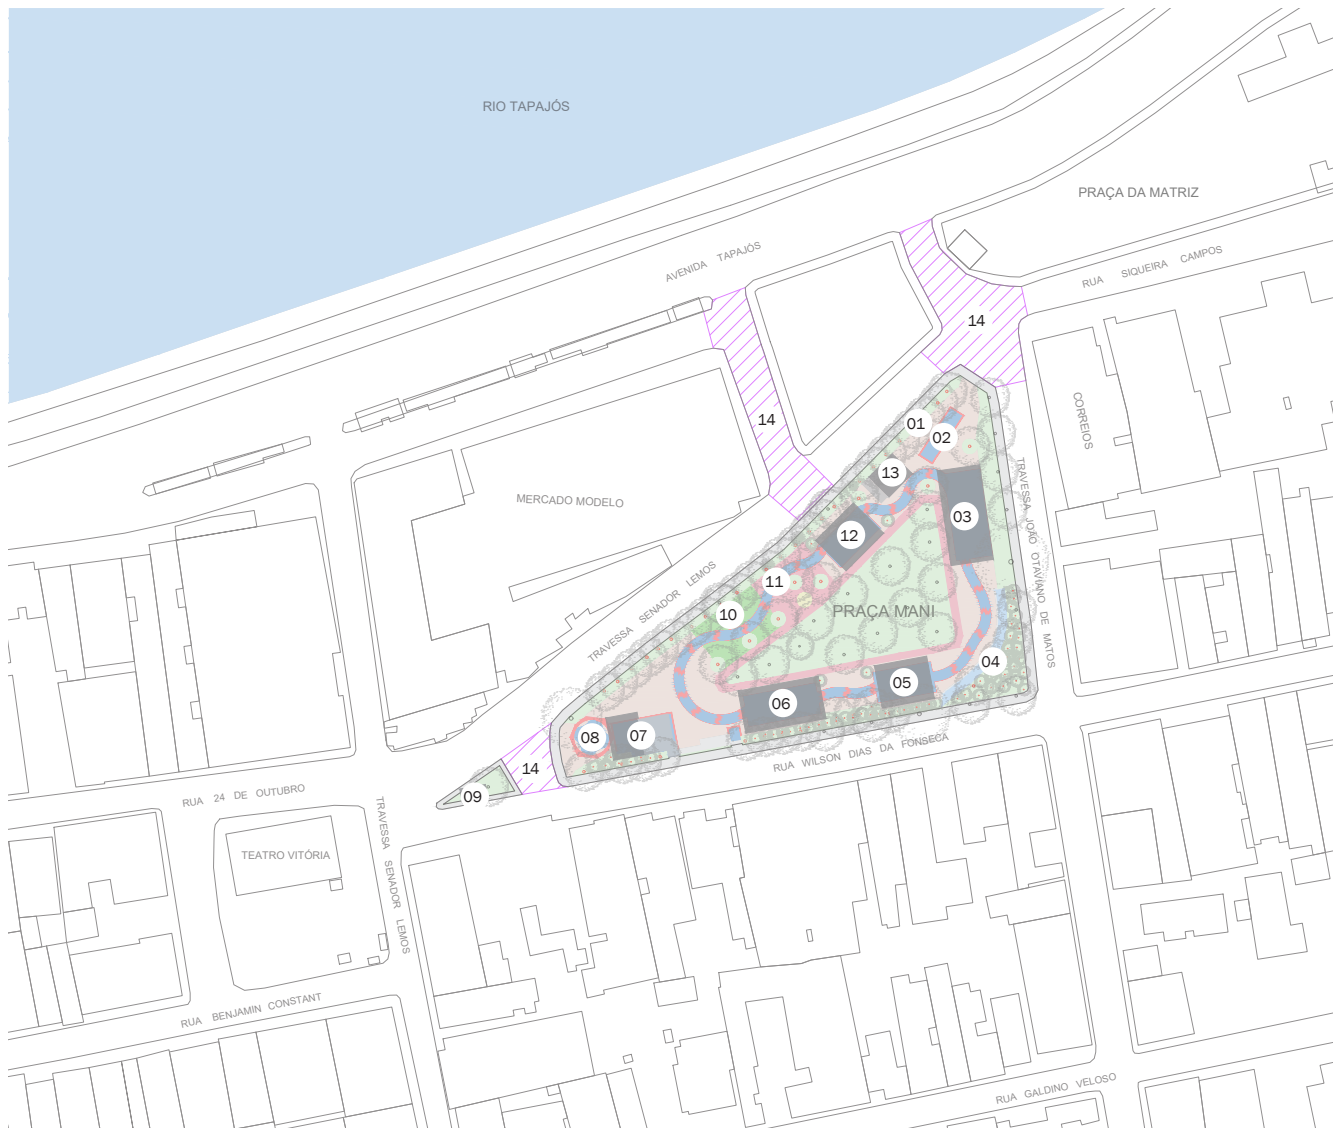 RIO TAPAJÓS
PRAÇA DA MATRIZ
AVENIDA TAPAJÓS
RUA SIQUEIRA CAMPOS
14
14
CORREIOS
01
02
13
MERCADO MODELO
03
12
TRAVESSA JOÃO OTAVIANO DE MATOS
TRAVESSA SENADOR LEMOS
11
10
PRAÇA MANI
04
05
06
08
07
RUA WILSON DIAS DA FONSECA
14
09
RUA 24 DE OUTUBRO
TEATRO VITÓRIA
TRAVESSA SENADOR LEMOS
RUA BENJAMIN CONSTANT
RUA GALDINO VELOSO